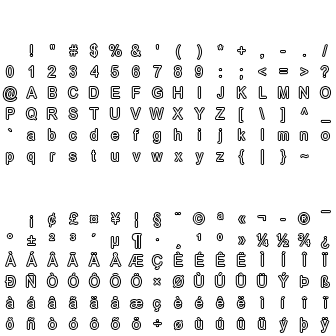 ! " # $ % & ' ( ) * + , - . /
0 1 2 3 4 5 6 7 8 9 : ; < = > ?
@ A B C D E F G H I J K L M N O
P Q R S T U V W X Y Z [ \ ] ^ _
` a b c d e f g h i j k l m n o
p q r s t u v w x y z { | } ~
¡ ¢ £ ¤ ¥ ¦ § ¨ © ª « ¬ - ® ¯
° ± ² ³ ´ µ ¶ · ¸ ¹ º » ¼ ½ ¾ ¿
À Á Â Ã Ä Å Æ Ç È É Ê Ë Ì Í Î Ï
Ð Ñ Ò Ó Ô Õ Ö × Ø Ù Ú Û Ü Ý Þ ß
à á â ã ä å æ ç è é ê ë ì í î ï
ð ñ ò ó ô õ ö ÷ ø ù ú û ü ý þ ÿ